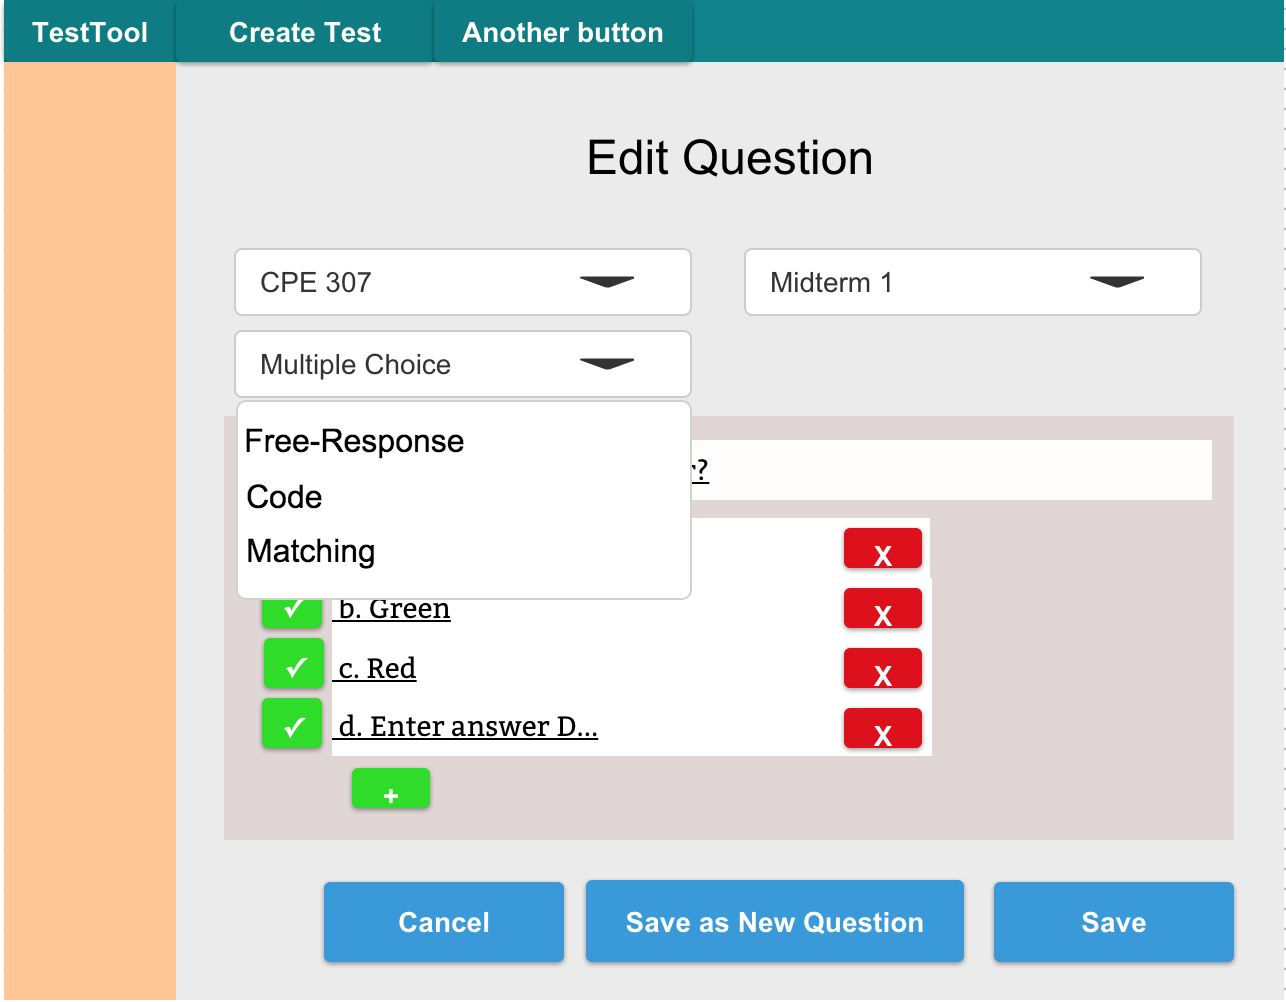 TestTool Create Test Another button
Edit Question
CPE 307 Midterm 1
Multiple Choice
Free-Response
Code
Matching
?
x
✓ b. Green x
✓ c. Red x
✓ d. Enter answer D... x
+
Cancel Save as New Question Save